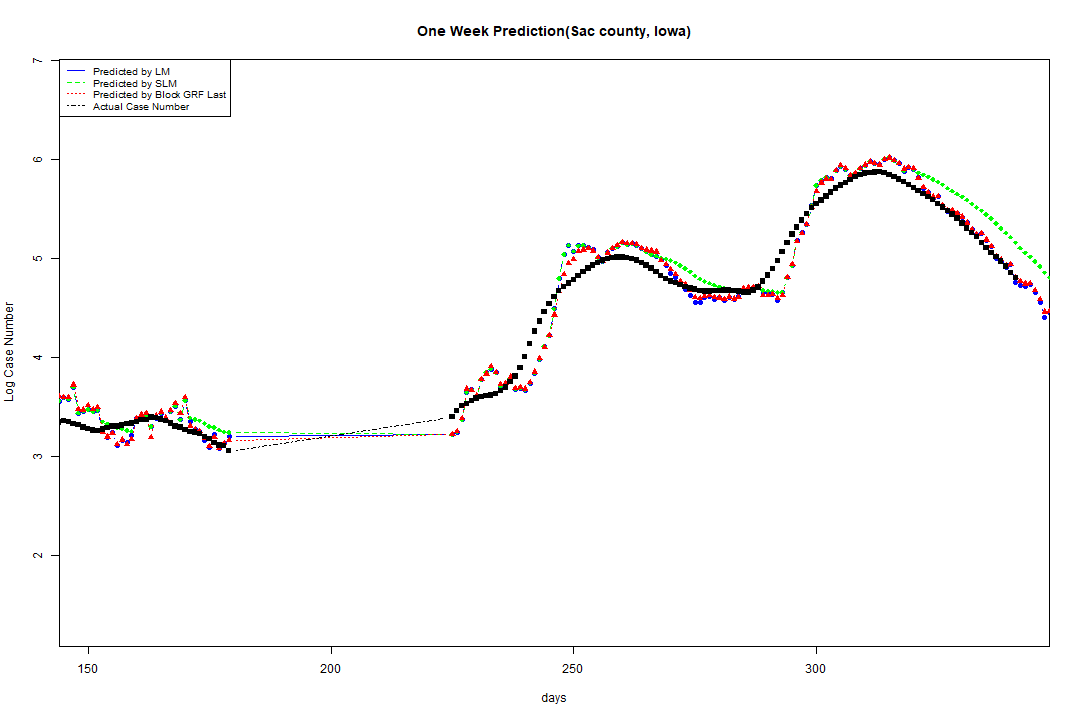 One Week Prediction(Sac county, Iowa)
Predicted by LM
Predicted by SLM
Predicted by Block GRF Last
Actual Case Number
7
6
5
4
3
2
Log Case Number
150 200 250 300
days